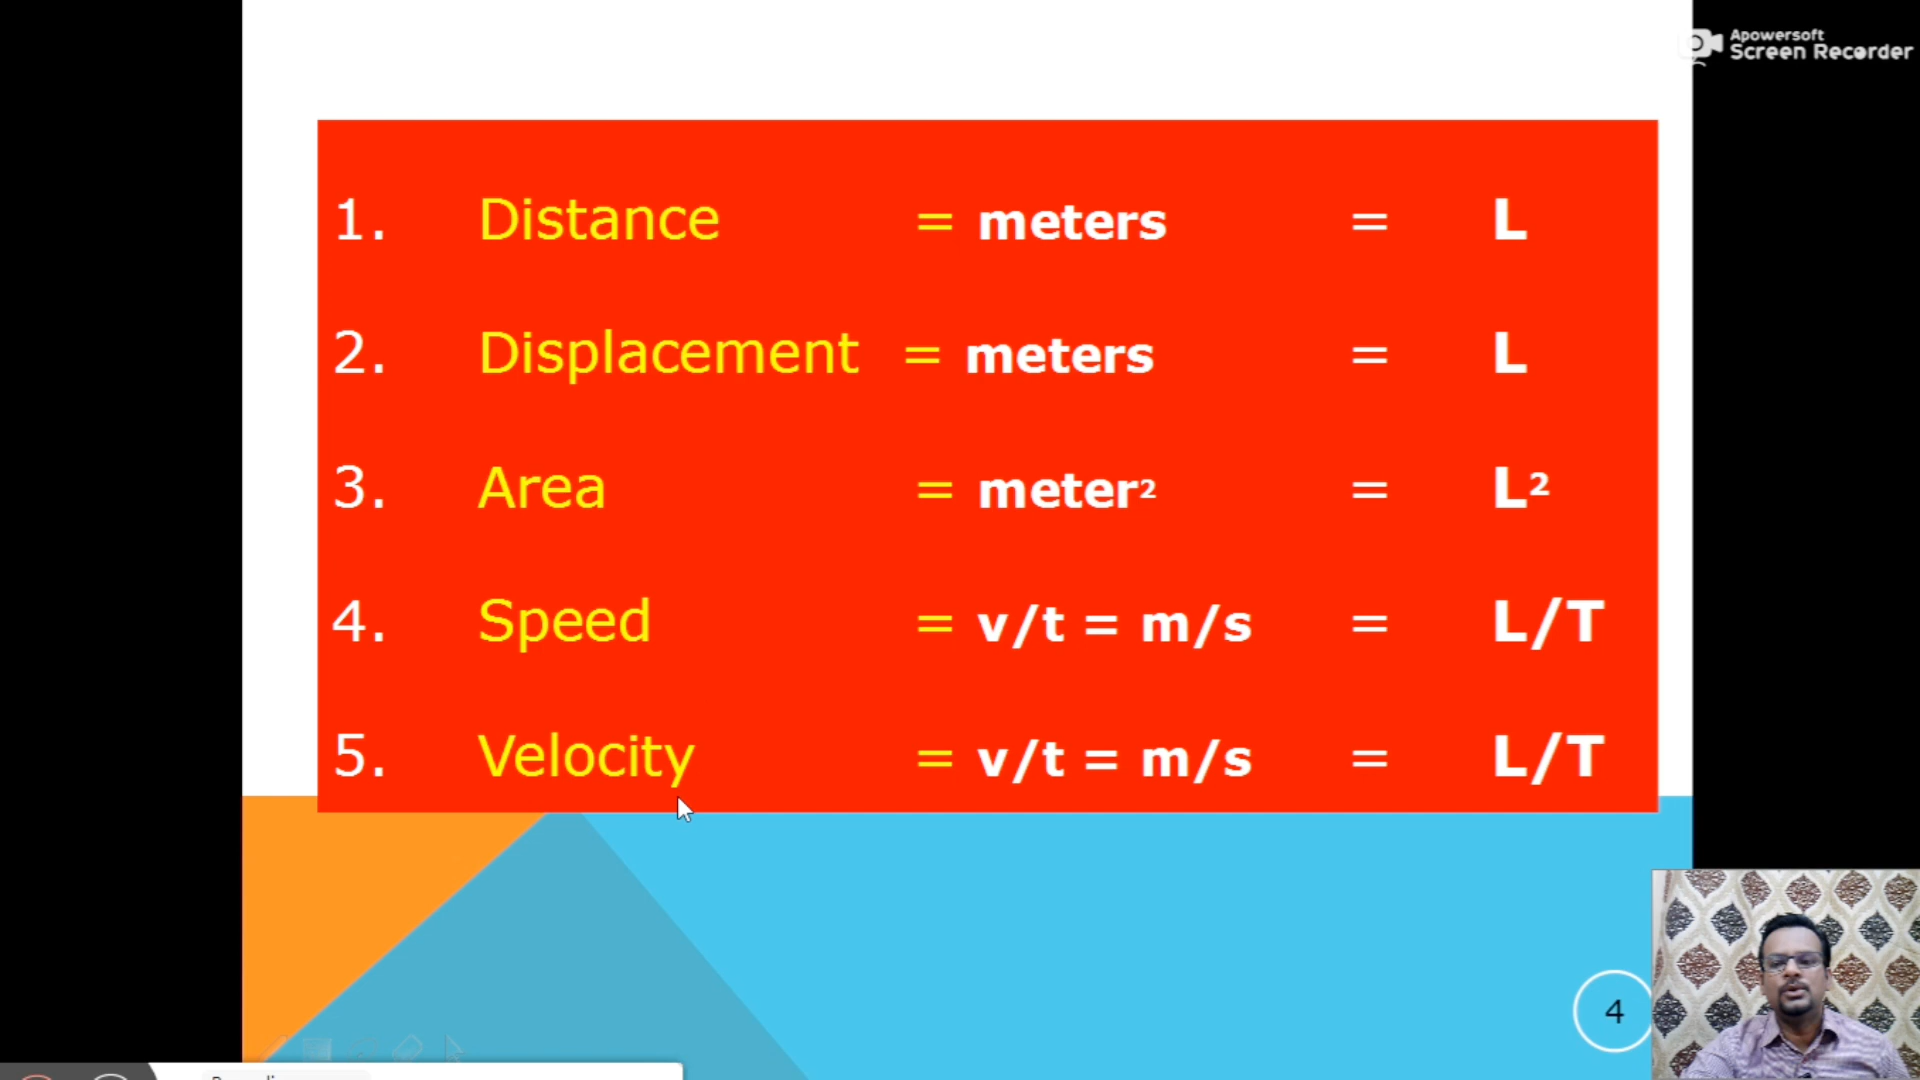 Apowersoft
Screen Recorder
1. Distance = meters = L
2. Displacement = meters = L
3. Area = meter² = L²
4. Speed = v/t = m/s = L/T
5. Velocity = v/t = m/s = L/T
4